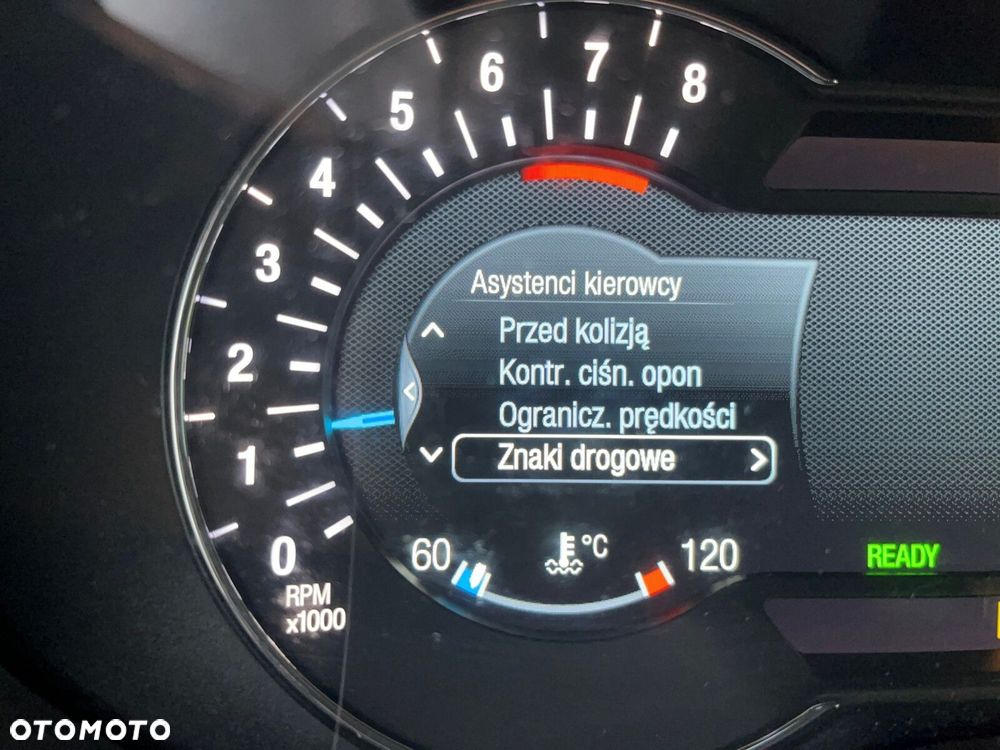 8
7
6
5
4
3
2
1
0
RPM
x1000
Asystenci kierowcy
Przed kolizją
Kontr. ciśn. opon
Ogranicz. prędkości
Znaki drogowe
60 °C 120
READY
OTOMOTO